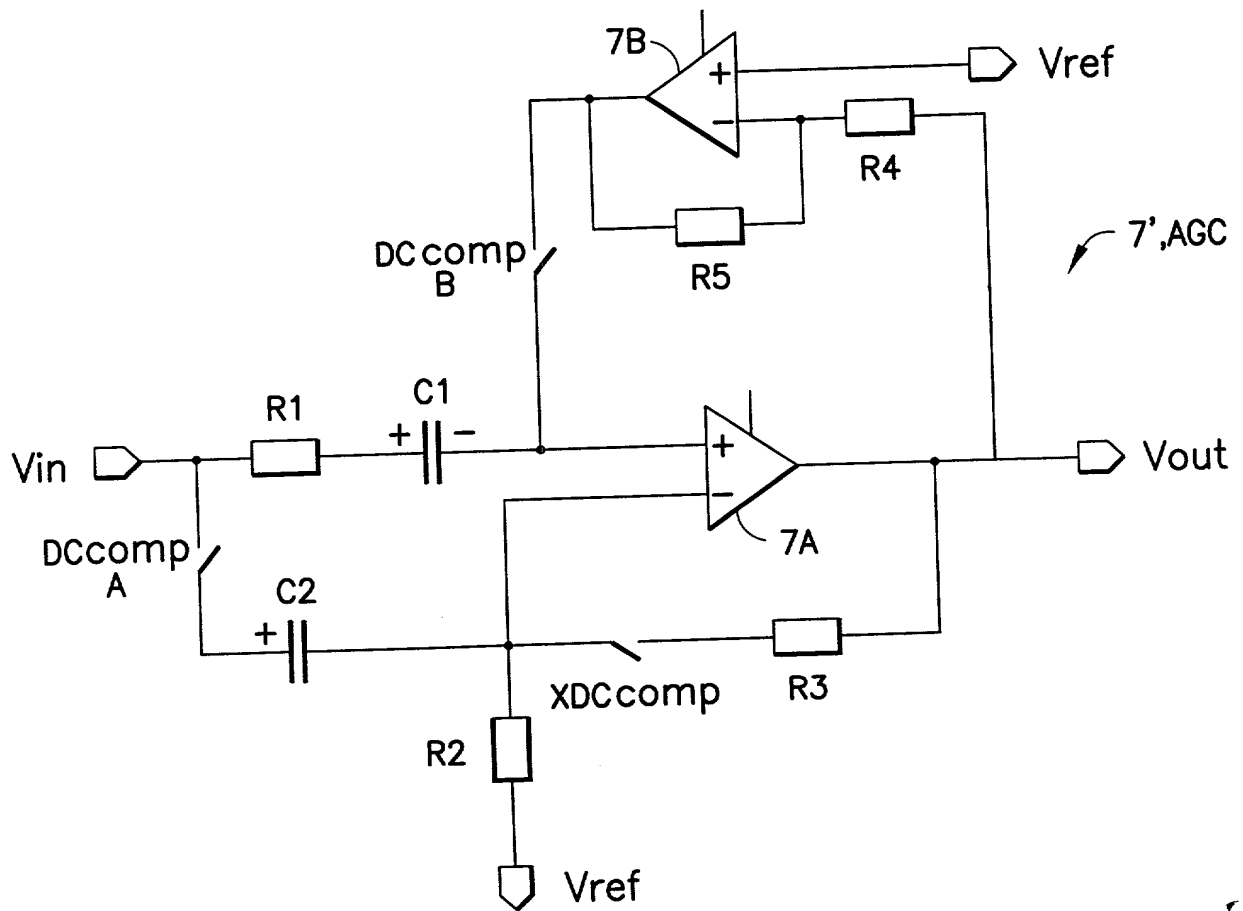 7B
+
Vref
−
R4
7',AGC
DCcomp
B
R5
C1
R1
+
−
+
Vin
Vout
−
7A
DCcomp
A
C2
+
XDCcomp
R3
R2
Vref